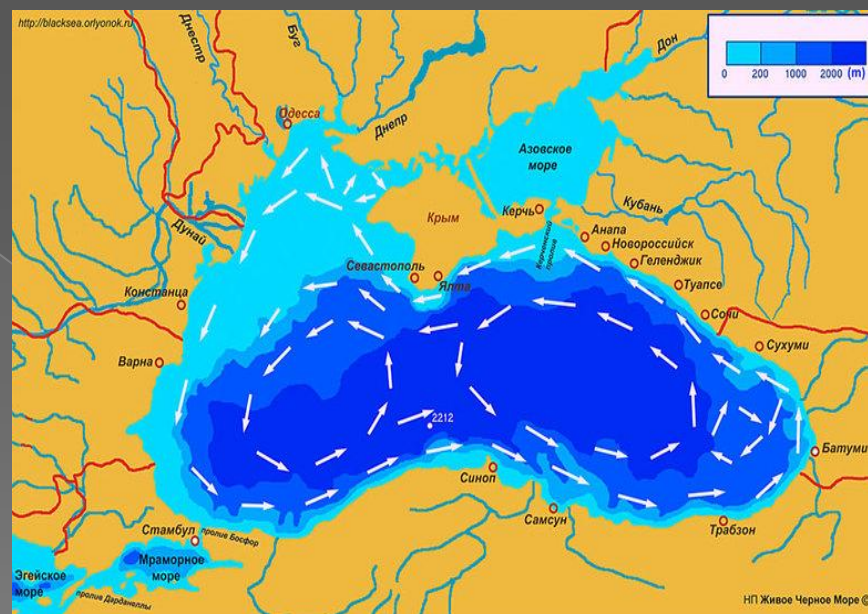 http://blacksea.orlyonok.ru
Днестр
Буг
Дон
0 200 1000 2000 (m)
Одесса
Днепр
Азовское
море
Кубань
Крым
Керчь
Керченский
пролив
Анапа
Новороссийск
Геленджик
Дунай
Севастополь
Ялта
Туапсе
Констанца
Сочи
Сухуми
Варна
2212
Батуми
Синоп
Самсун
Трабзон
Стамбул
пролив Босфор
Мраморное
море
Эгейское
море
пролив Дарданеллы
НП Живое Черное Море ©